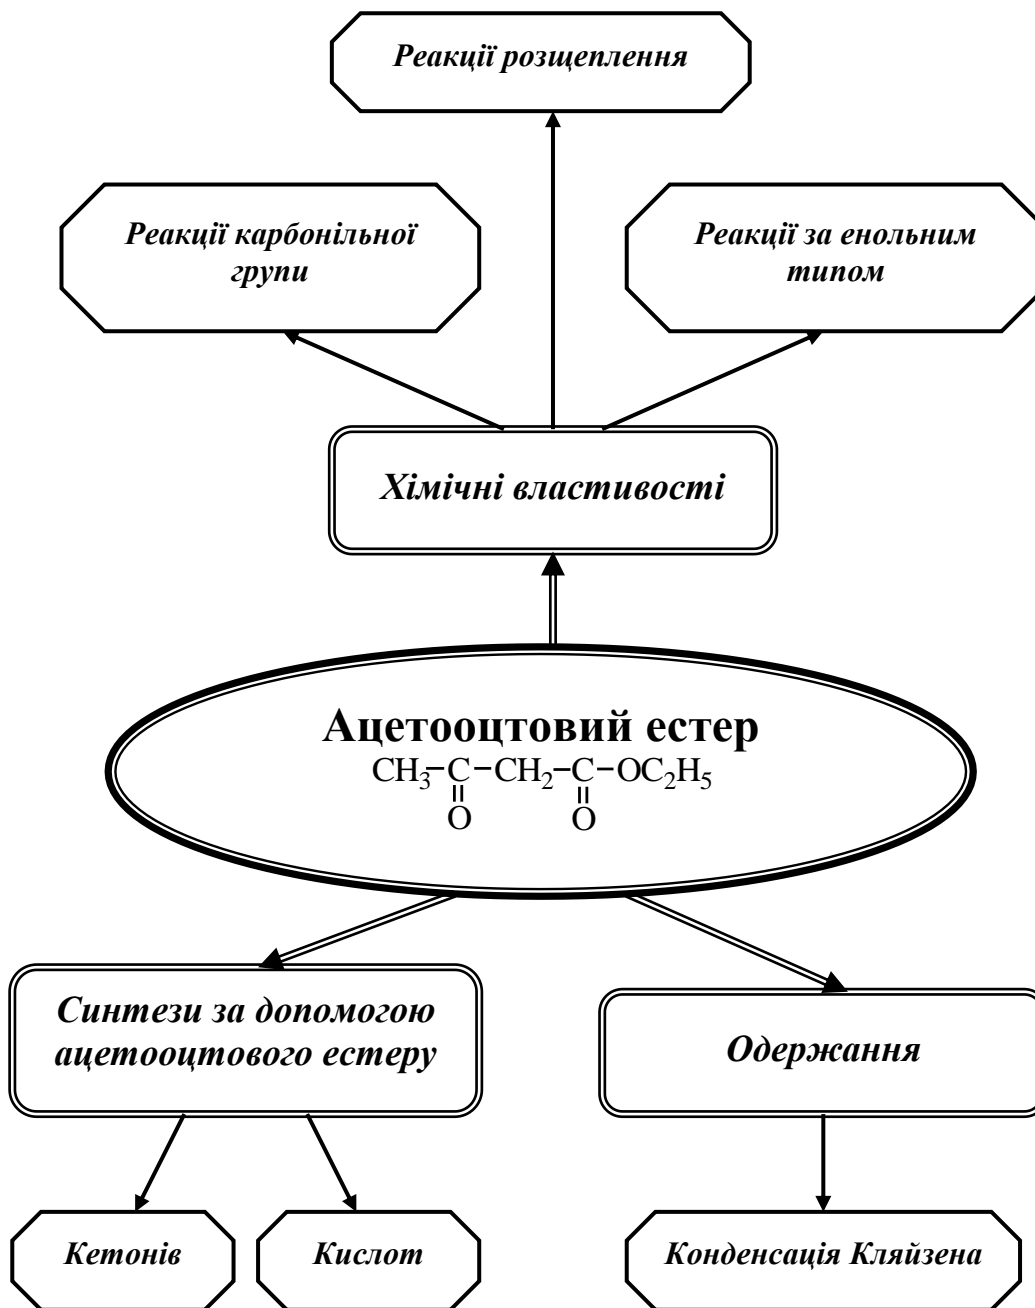 Реакції розщеплення
Реакції карбонільної
групи
Реакції за енольним
типом
Хімічні властивості
Ацетооцтовий естер
CH₃–C–CH₂–C–OC₂H₅
O O
Синтези за допомогою
ацетооцтового естеру
Одержання
Кетонів
Кислот
Конденсація Кляйзена